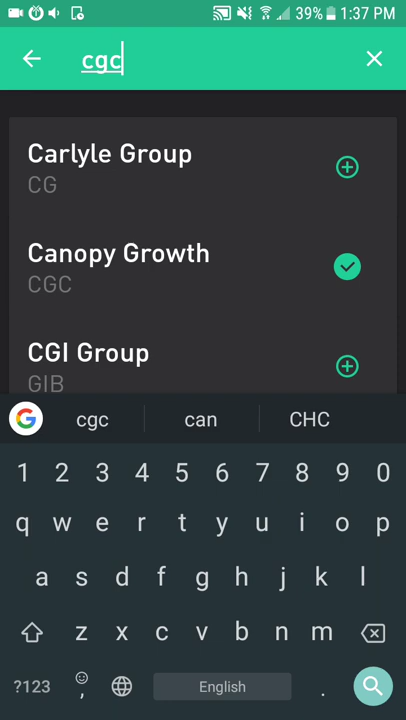 39% 1:37 PM
cgc
Carlyle Group
CG
Canopy Growth
CGC
CGI Group
GIB
cgc can CHC
1 2 3 4 5 6 7 8 9 0
q w e r t y u i o p
a s d f g h j k l
z x c v b n m
?123 , English .